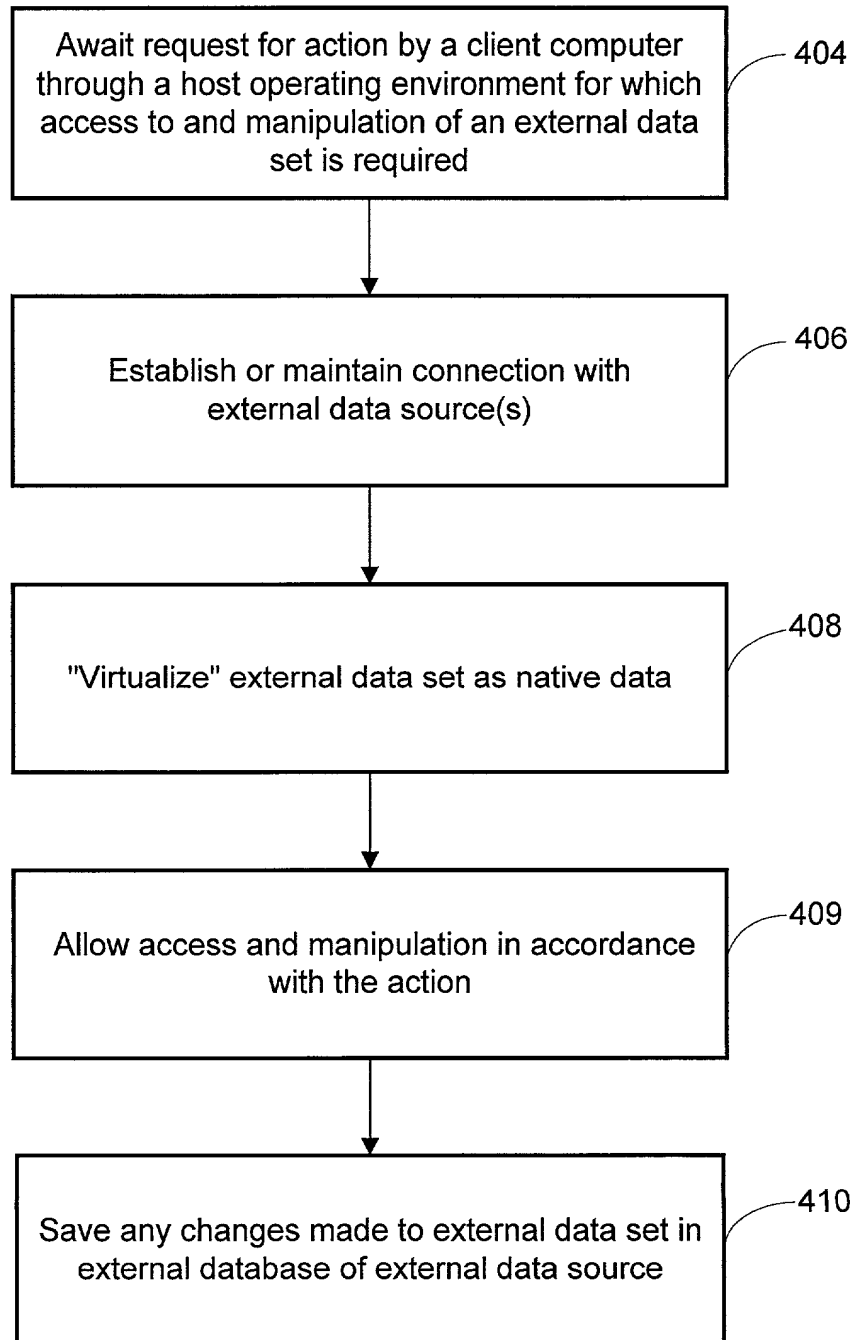 Await request for action by a client computer
through a host operating environment for which
access to and manipulation of an external data
set is required
404
Establish or maintain connection with
external data source(s)
406
"Virtualize" external data set as native data
408
Allow access and manipulation in accordance
with the action
409
Save any changes made to external data set in
external database of external data source
410